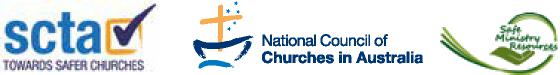 scta
TOWARDS SAFER CHURCHES
National Council of
Churches in Australia
Safe
Ministry
Resources